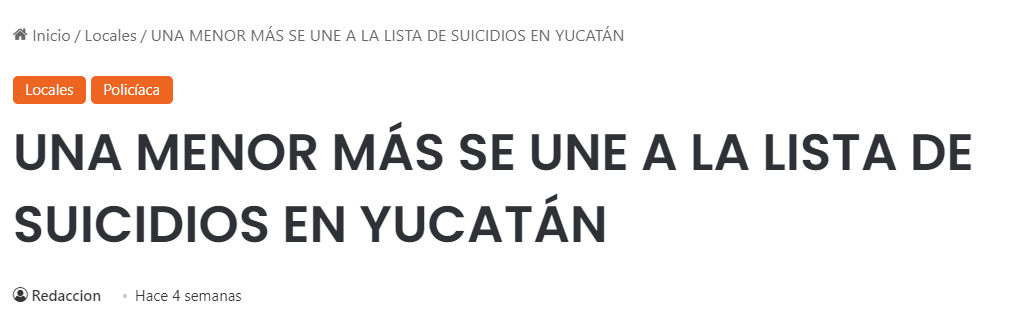 Inicio / Locales / UNA MENOR MÁS SE UNE A LA LISTA DE SUICIDIOS EN YUCATÁN
Locales Policíaca
UNA MENOR MÁS SE UNE A LA LISTA DE
SUICIDIOS EN YUCATÁN
Redaccion • Hace 4 semanas